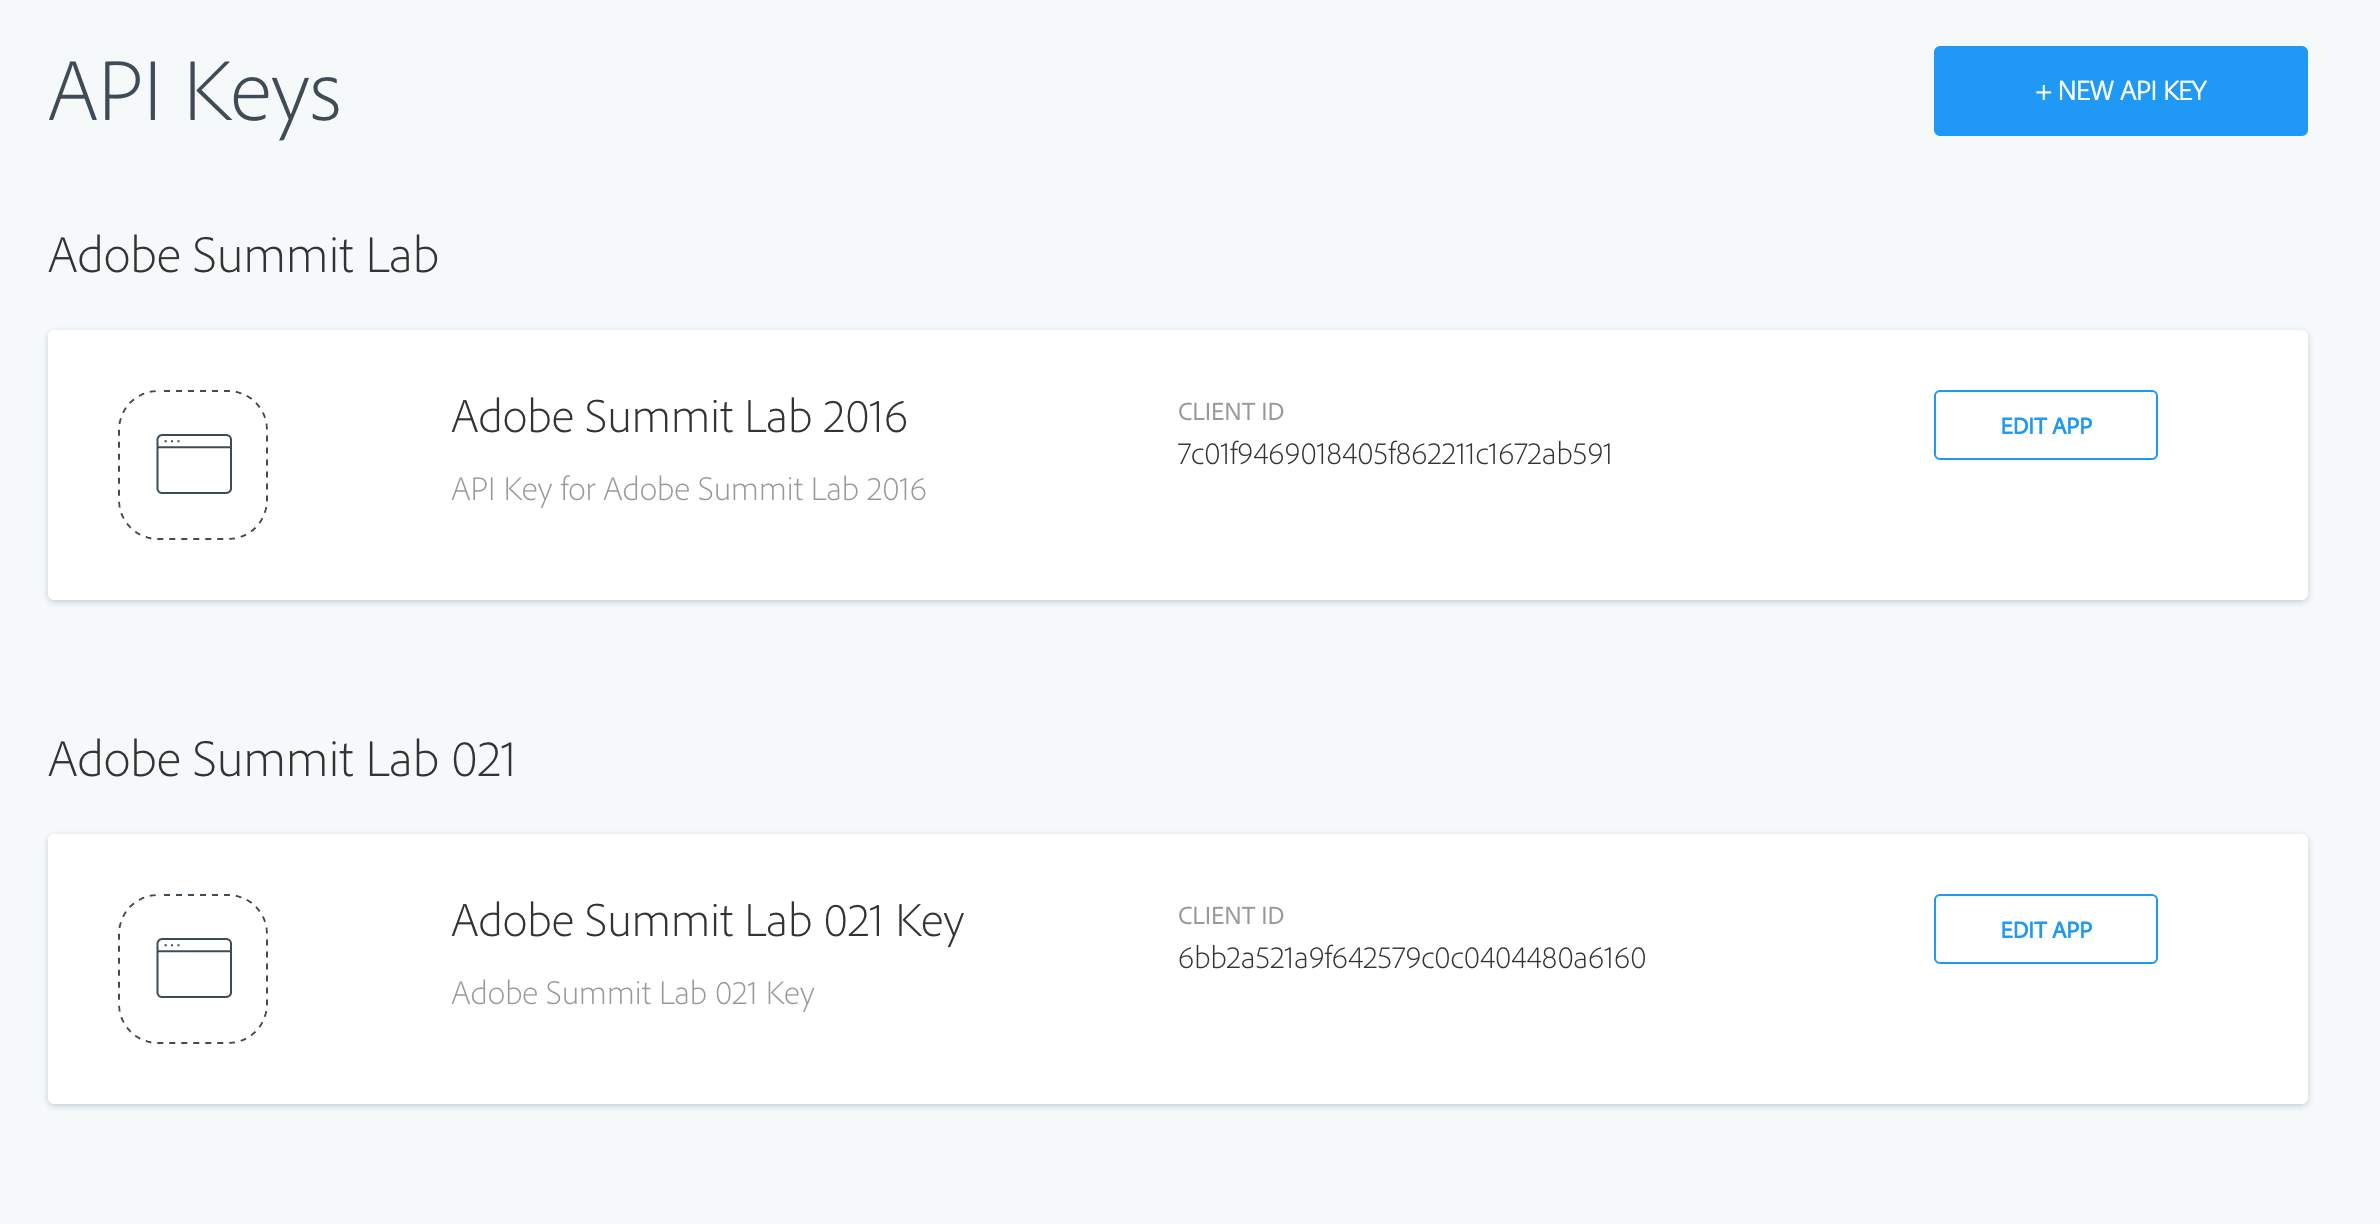 API Keys
+ NEW API KEY
Adobe Summit Lab
Adobe Summit Lab 2016
API Key for Adobe Summit Lab 2016
CLIENT ID
7c01f9469018405f862211c1672ab591
EDIT APP
Adobe Summit Lab 021
Adobe Summit Lab 021 Key
Adobe Summit Lab 021 Key
CLIENT ID
6bb2a521a9f642579c0c0404480a6160
EDIT APP